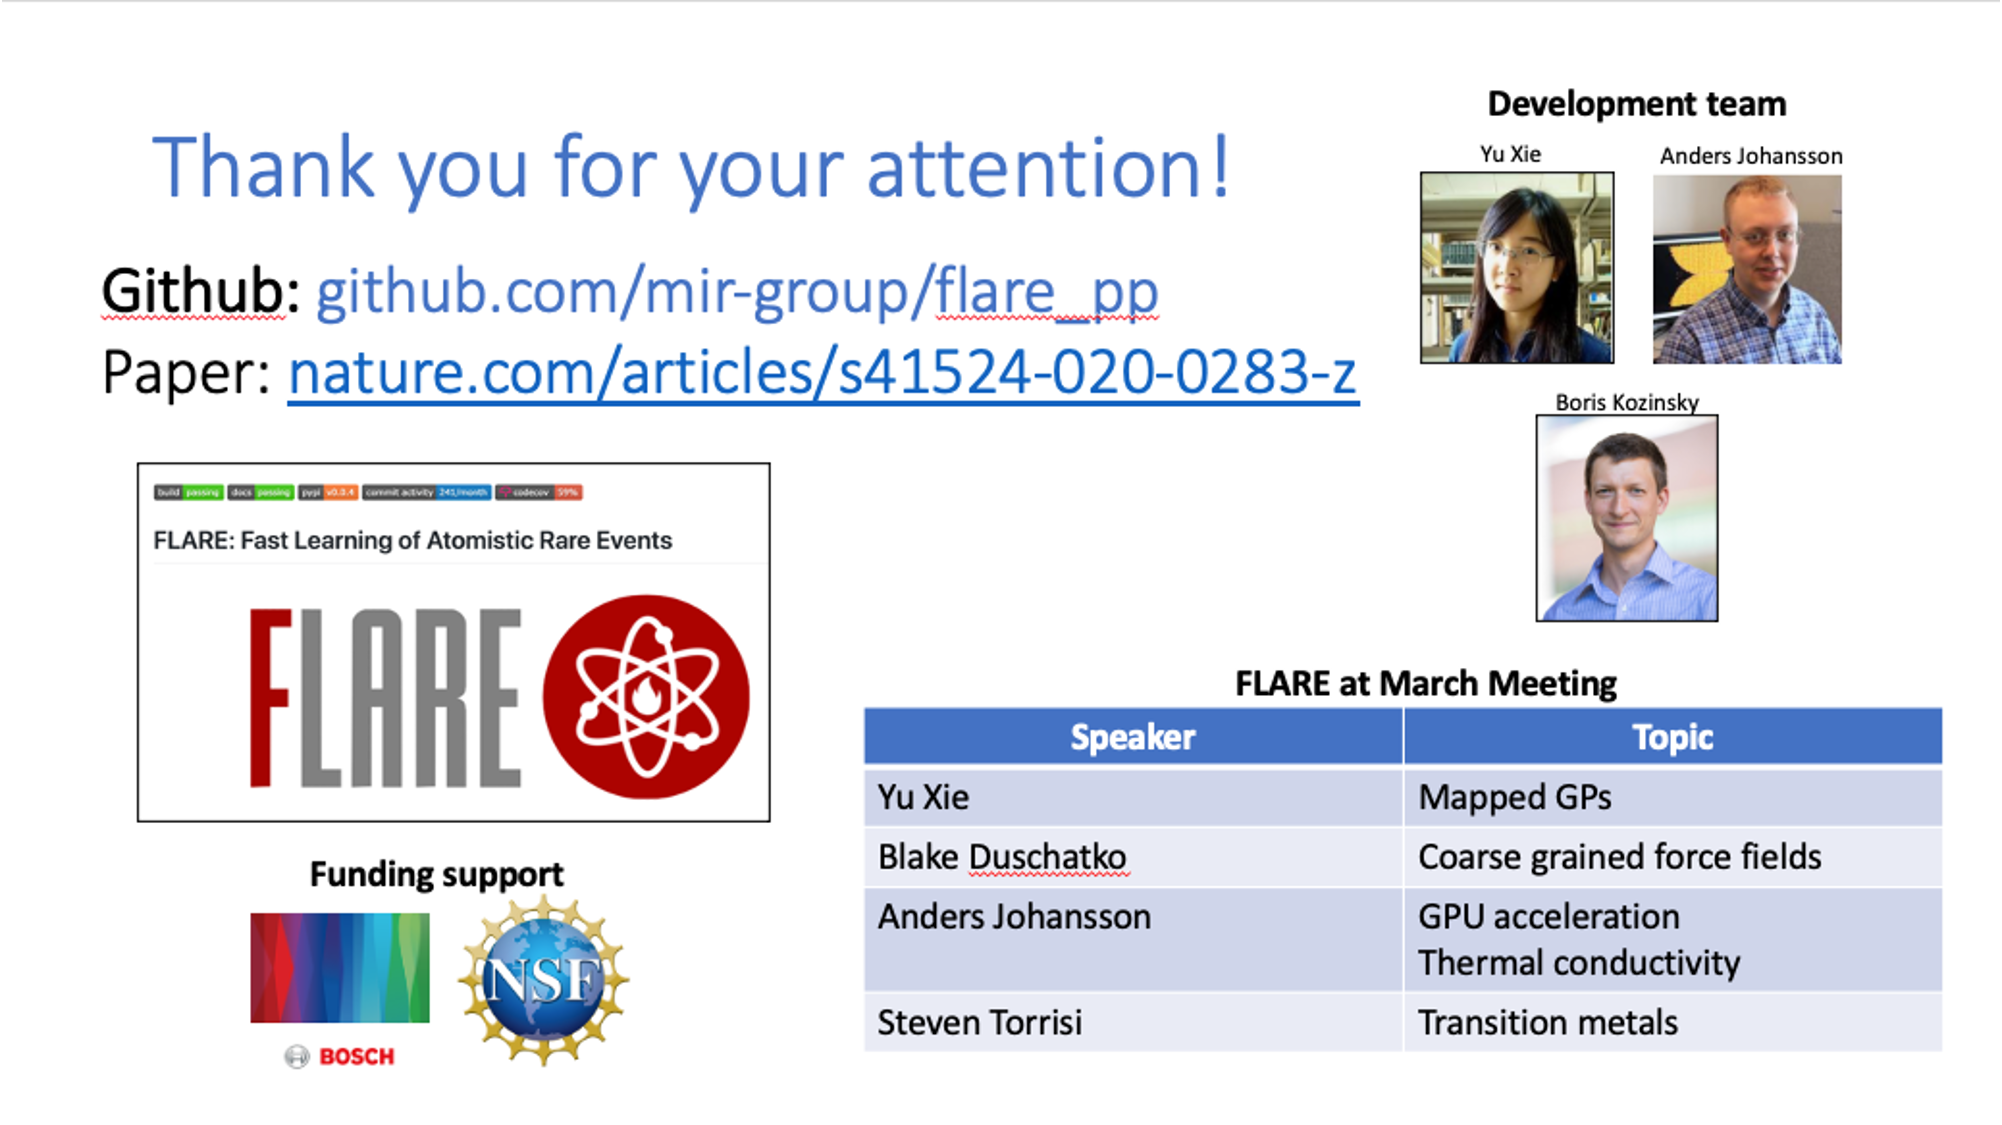 Thank you for your attention!
Github: github.com/mir-group/flare_pp
Paper: nature.com/articles/s41524-020-0283-z
Development team
Yu Xie
Anders Johansson
Boris Kozinsky
build passing docs passing pypi v0.0.4 commit activity 241/month codecov 59%
FLARE: Fast Learning of Atomistic Rare Events
FLARE
Funding support
BOSCH
NSF
FLARE at March Meeting
Speaker Topic
Yu Xie Mapped GPs
Blake Duschatko Coarse grained force fields
Anders Johansson GPU acceleration
Thermal conductivity
Steven Torrisi Transition metals